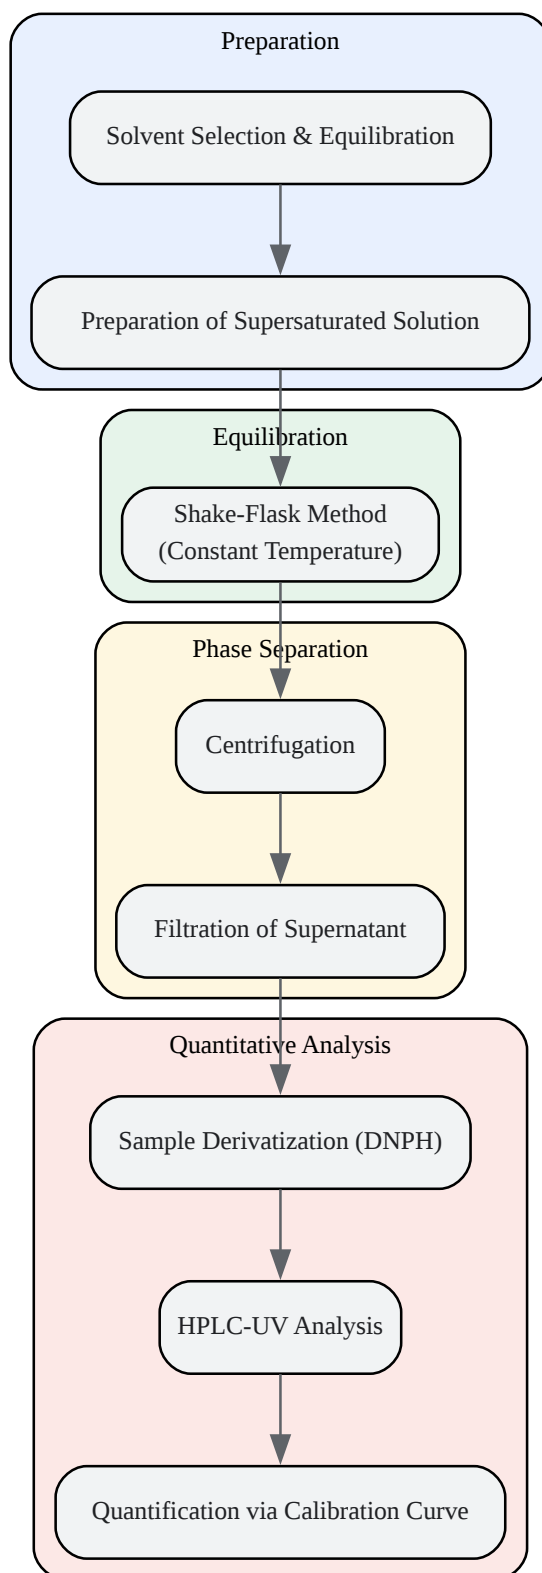 Preparation
Solvent Selection & Equilibration
Preparation of Supersaturated Solution
Equilibration
Shake-Flask Method
(Constant Temperature)
Phase Separation
Centrifugation
Filtration of Supernatant
Quantitative Analysis
Sample Derivatization (DNPH)
HPLC-UV Analysis
Quantification via Calibration Curve